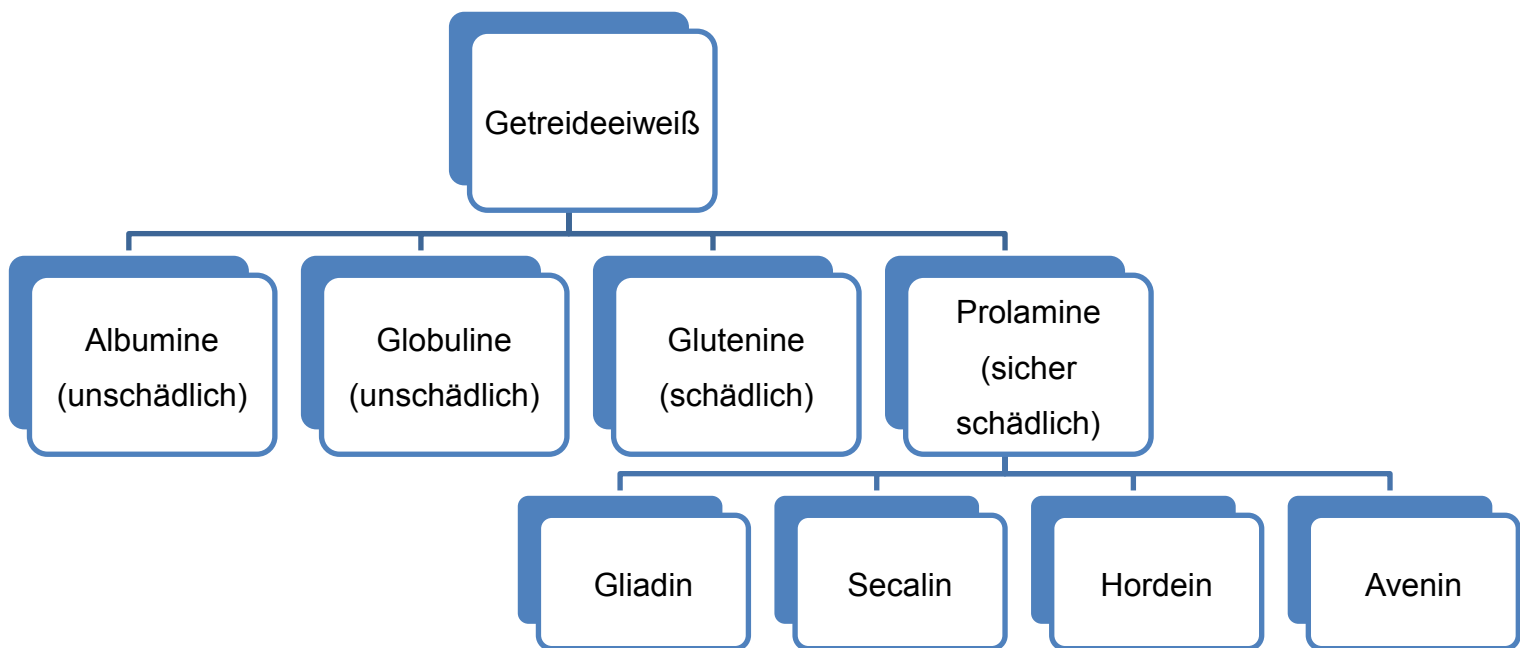 Getreideeiweiß
Albumine
(unschädlich)
Globuline
(unschädlich)
Glutenine
(schädlich)
Prolamine
(sicher
schädlich)
Gliadin
Secalin
Hordein
Avenin